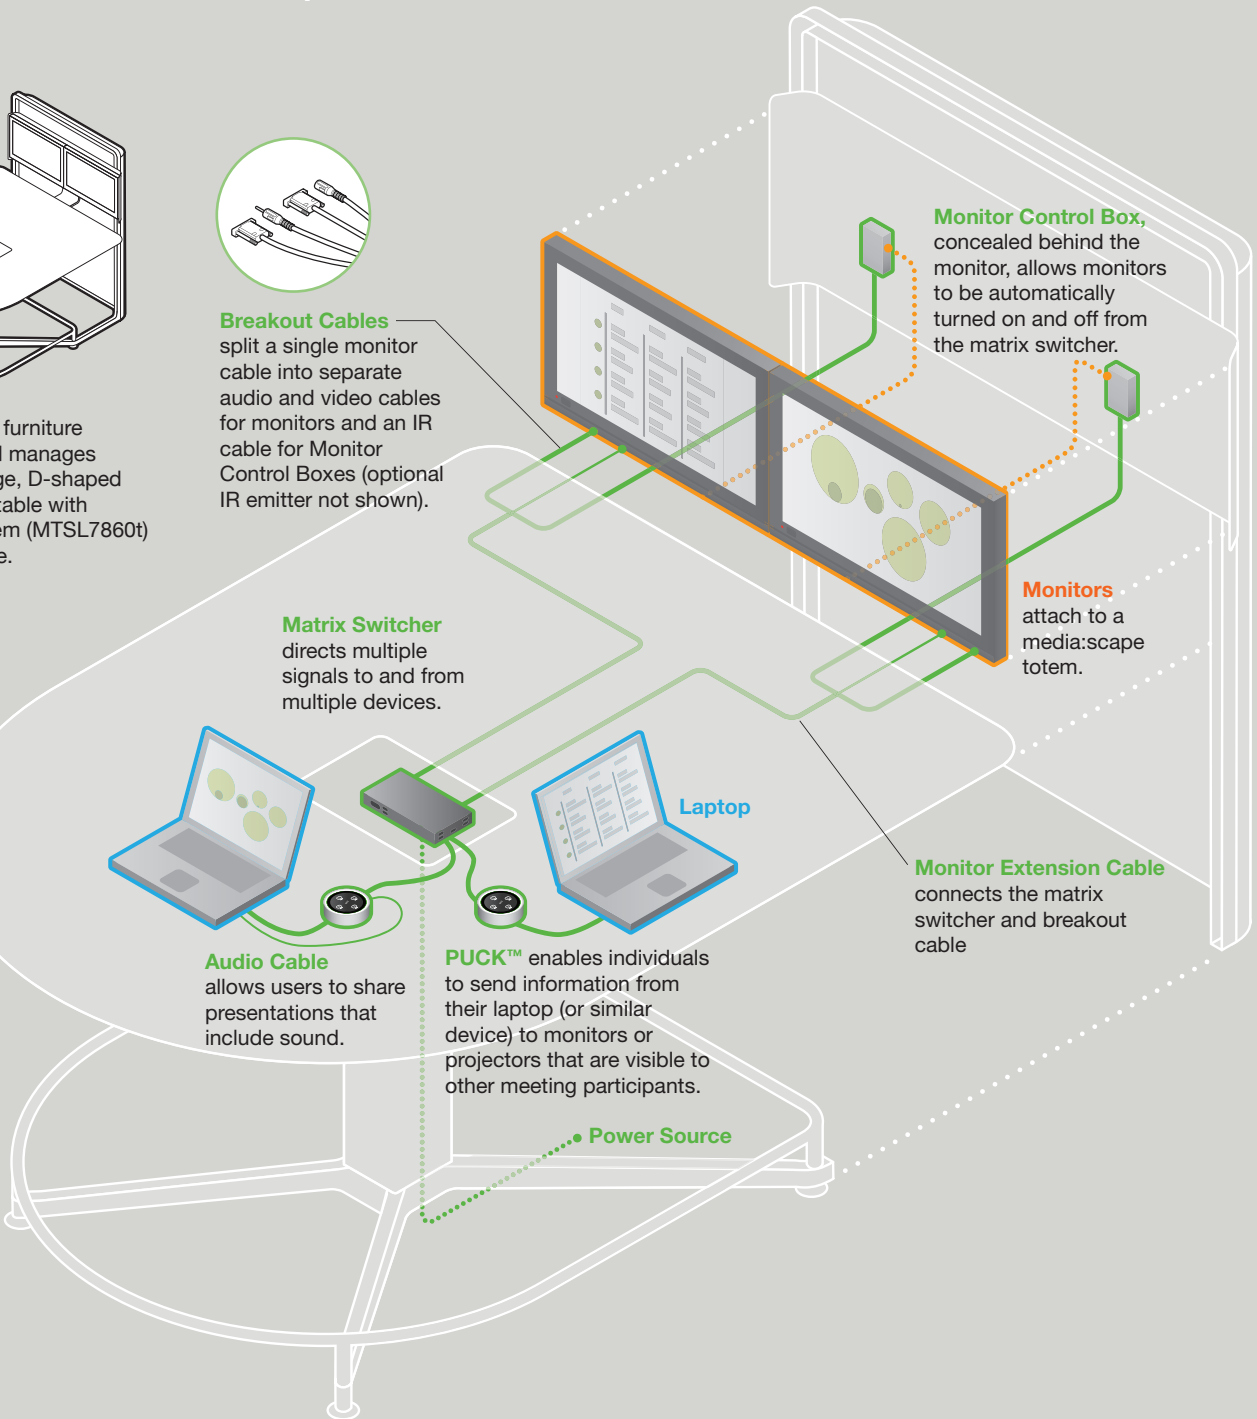 furniture
manages
D-shaped
table with
(MTSL7860t)
Breakout Cables
split a single monitor
cable into separate
audio and video cables
for monitors and an IR
cable for Monitor
Control Boxes (optional
IR emitter not shown).
Monitor Control Box,
concealed behind the
monitor, allows monitors
to be automatically
turned on and off from
the matrix switcher.
Monitors
attach to a
media:scape
totem.
Matrix Switcher
directs multiple
signals to and from
multiple devices.
Laptop
Monitor Extension Cable
connects the matrix
switcher and breakout
cable
Audio Cable
allows users to share
presentations that
include sound.
PUCK™ enables individuals
to send information from
their laptop (or similar
device) to monitors or
projectors that are visible to
other meeting participants.
Power Source